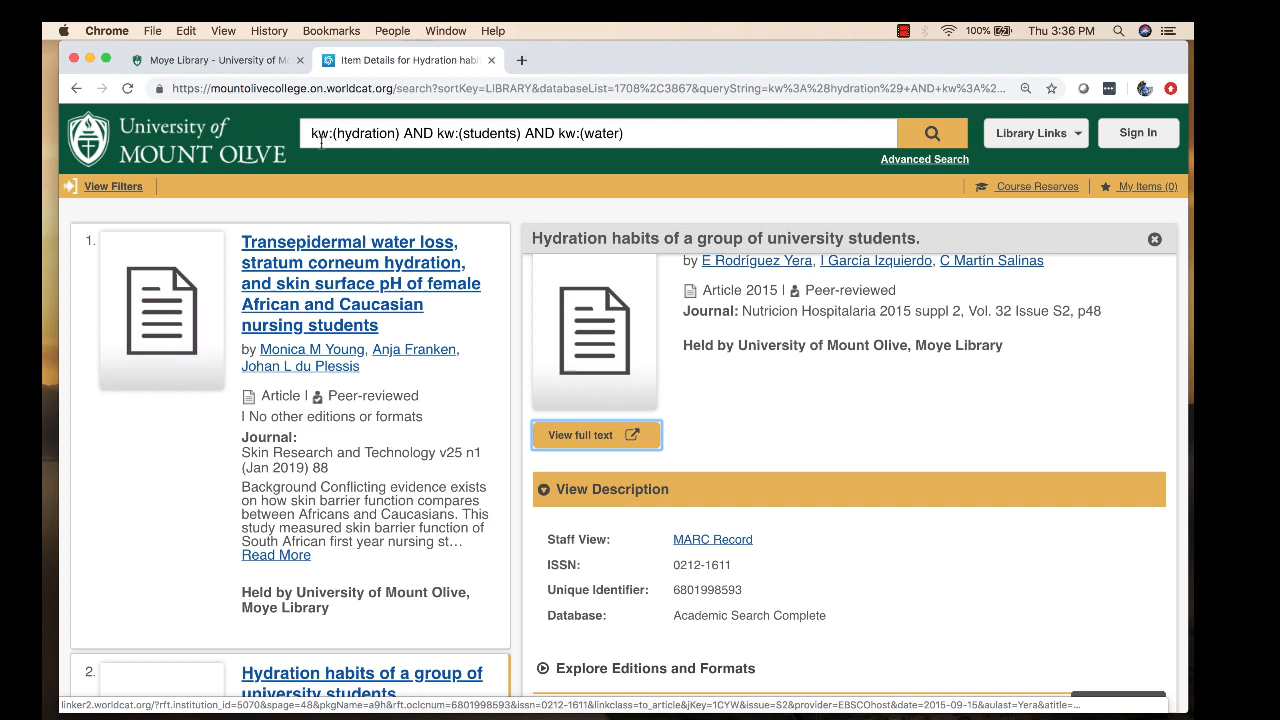 Chrome File Edit View History Bookmarks People Window Help 100% Thu 3:36 PM
Moye Library - University of M
Item Details for Hydration habi
https://mountolivecollege.on.worldcat.org/search?sortKey=LIBRARY&databaseList=1708%2C3867&queryString=kw%3A%28hydration%29+AND+kw%3A%...
University of
MOUNT OLIVE
kw:(hydration) AND kw:(students) AND kw:(water)
Library Links
Sign In
Advanced Search
View Filters
Course Reserves
My Items (0)
1.
Transepidermal water loss,
stratum corneum hydration,
and skin surface pH of female
African and Caucasian
nursing students
by Monica M Young, Anja Franken,
Johan L du Plessis
Article | Peer-reviewed
| No other editions or formats
Journal:
Skin Research and Technology v25 n1
(Jan 2019) 88
Background Conflicting evidence exists
on how skin barrier function compares
between Africans and Caucasians. This
study measured skin barrier function of
South African first year nursing st...
Read More
Held by University of Mount Olive,
Moye Library
2.
Hydration habits of a group of
university students
Hydration habits of a group of university students.
by E Rodríguez Yera, I García Izquierdo, C Martín Salinas
Article 2015 | Peer-reviewed
Journal: Nutricion Hospitalaria 2015 suppl 2, Vol. 32 Issue S2, p48
Held by University of Mount Olive, Moye Library
View full text
View Description
Staff View: MARC Record
ISSN: 0212-1611
Unique Identifier: 6801998593
Database: Academic Search Complete
Explore Editions and Formats
linker2.worldcat.org/?rft.institution_id=5070&spage=48&pkgName=a9h&rft.oclcnum=6801998593&issn=0212-1611&linkclass=to_article&jKey=1CYW&issue=S2&provider=EBSCOhost&date=2015-09-15&aulast=Yera&atitle=...